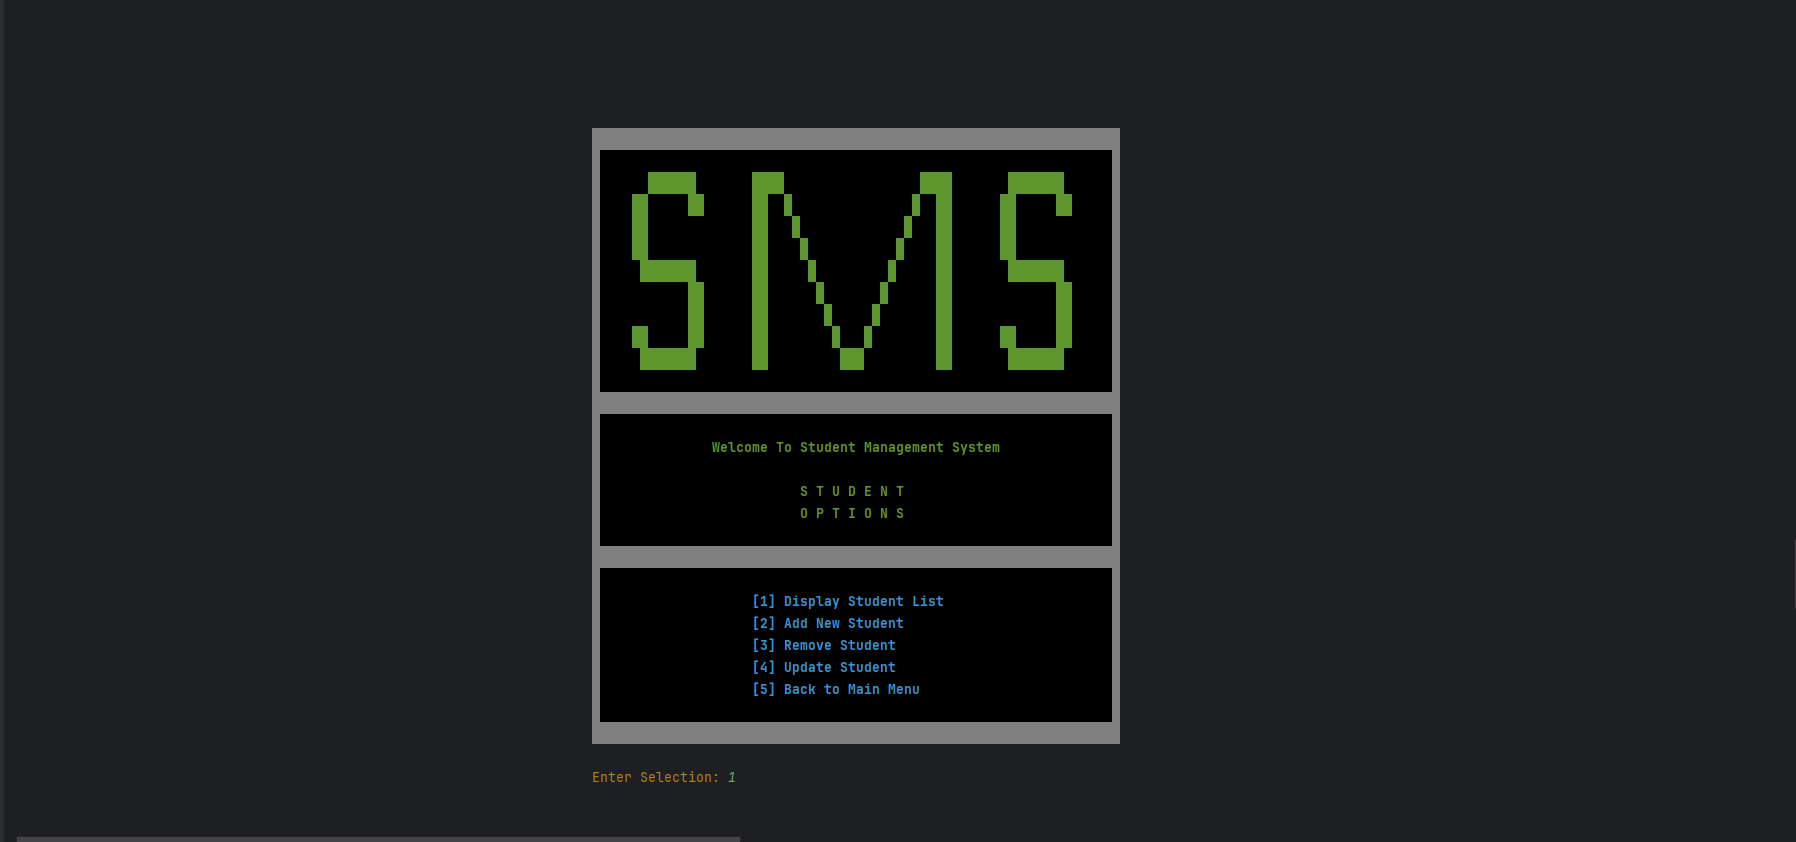 SMS
Welcome To Student Management System
S T U D E N T
O P T I O N S
[1] Display Student List
[2] Add New Student
[3] Remove Student
[4] Update Student
[5] Back to Main Menu
Enter Selection: 1